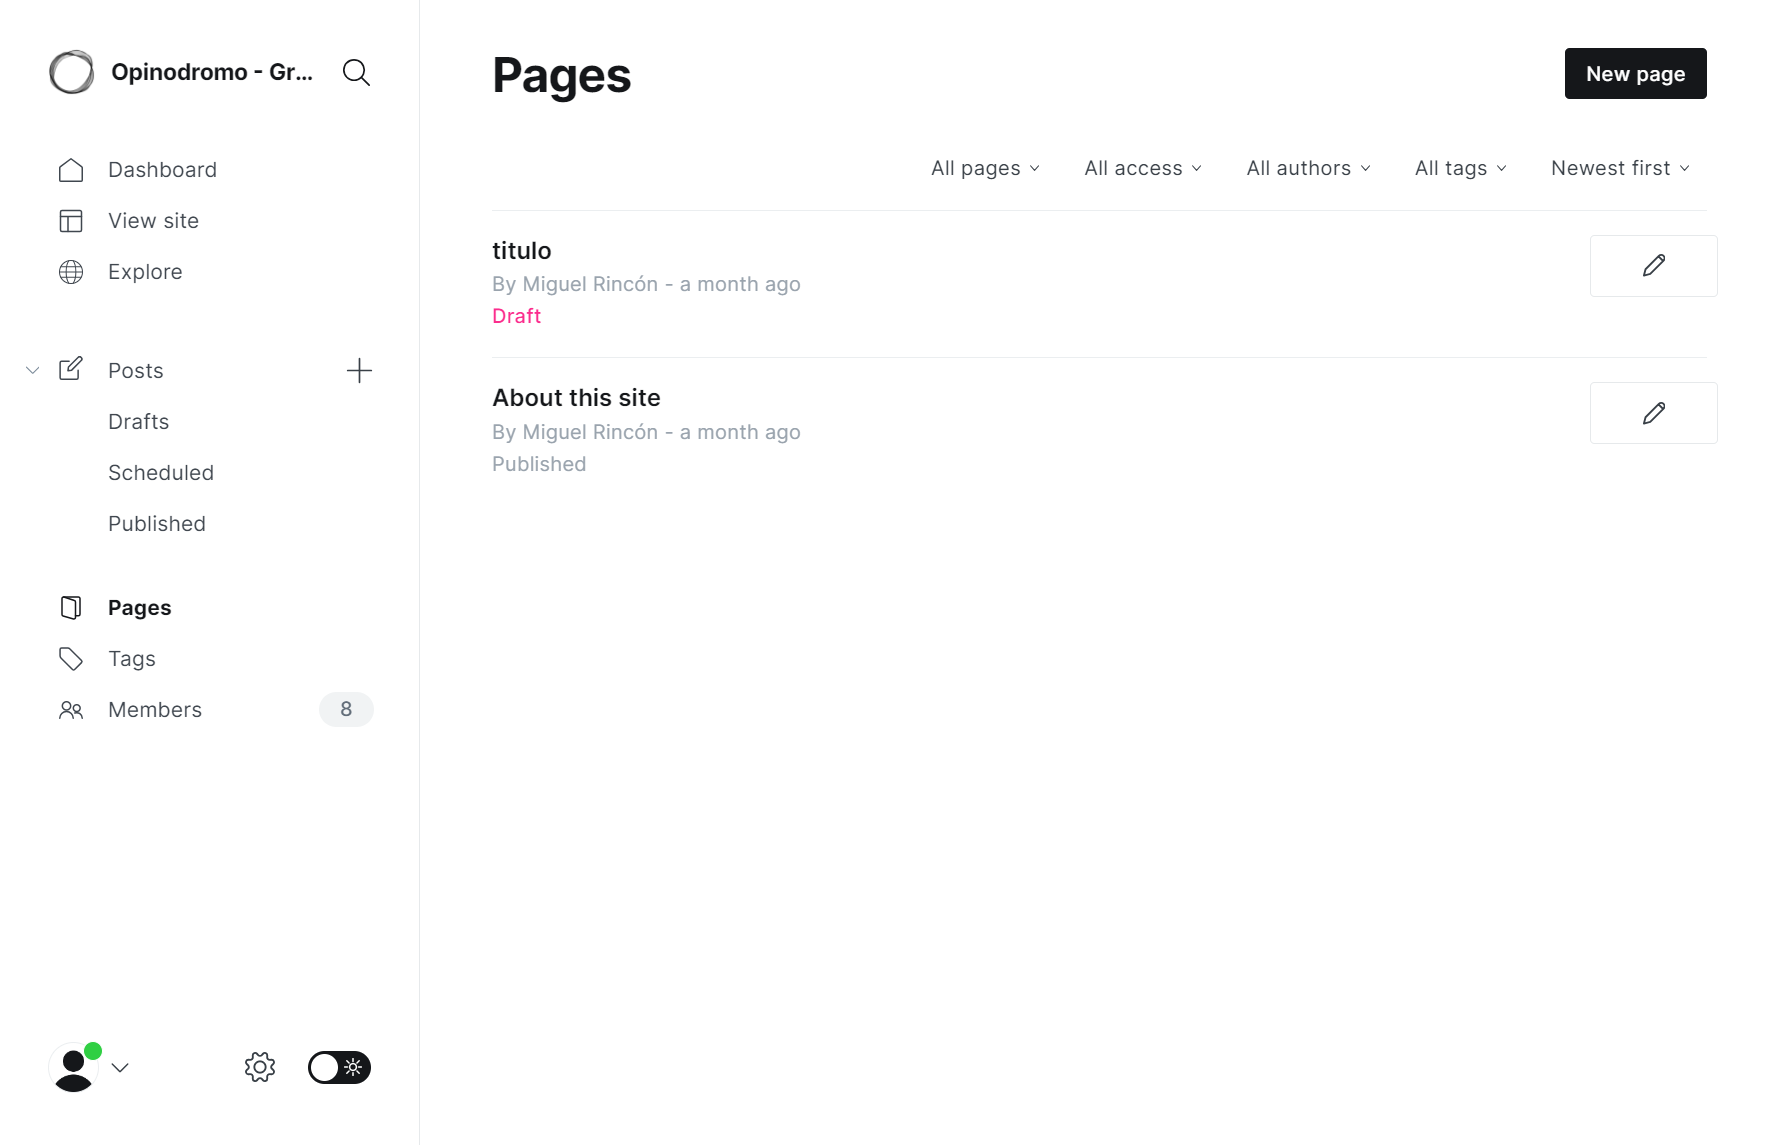 Opinodromo - Gr...
Dashboard
View site
Explore
Posts
Drafts
Scheduled
Published
Pages
Tags
Members 8
Pages
New page
All pages All access All authors All tags Newest first
titulo
By Miguel Rincón - a month ago
Draft
About this site
By Miguel Rincón - a month ago
Published